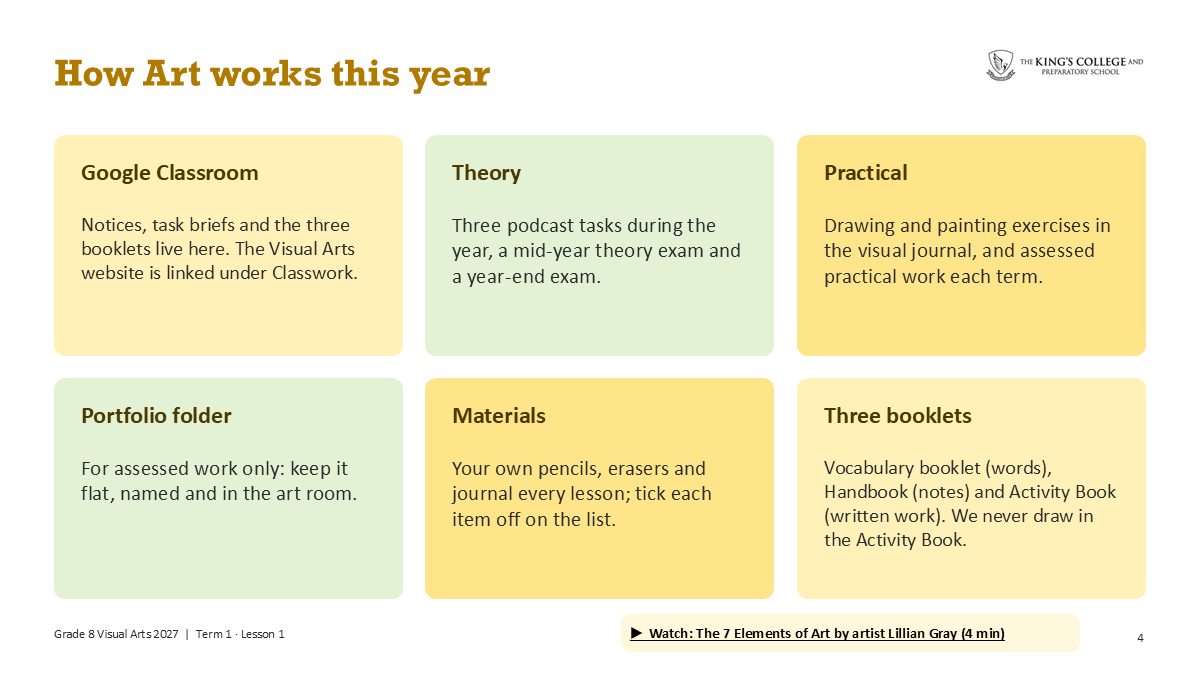 How Art works this year
THE KING'S COLLEGE AND
PREPARATORY SCHOOL
Google Classroom
Notices, task briefs and the three
booklets live here. The Visual Arts
website is linked under Classwork.
Theory
Three podcast tasks during the
year, a mid-year theory exam and
a year-end exam.
Practical
Drawing and painting exercises in
the visual journal, and assessed
practical work each term.
Portfolio folder
For assessed work only: keep it
flat, named and in the art room.
Materials
Your own pencils, erasers and
journal every lesson; tick each
item off on the list.
Three booklets
Vocabulary booklet (words),
Handbook (notes) and Activity Book
(written work). We never draw in
the Activity Book.
Grade 8 Visual Arts 2027 | Term 1 · Lesson 1
▶ Watch: The 7 Elements of Art by artist Lillian Gray (4 min)
4